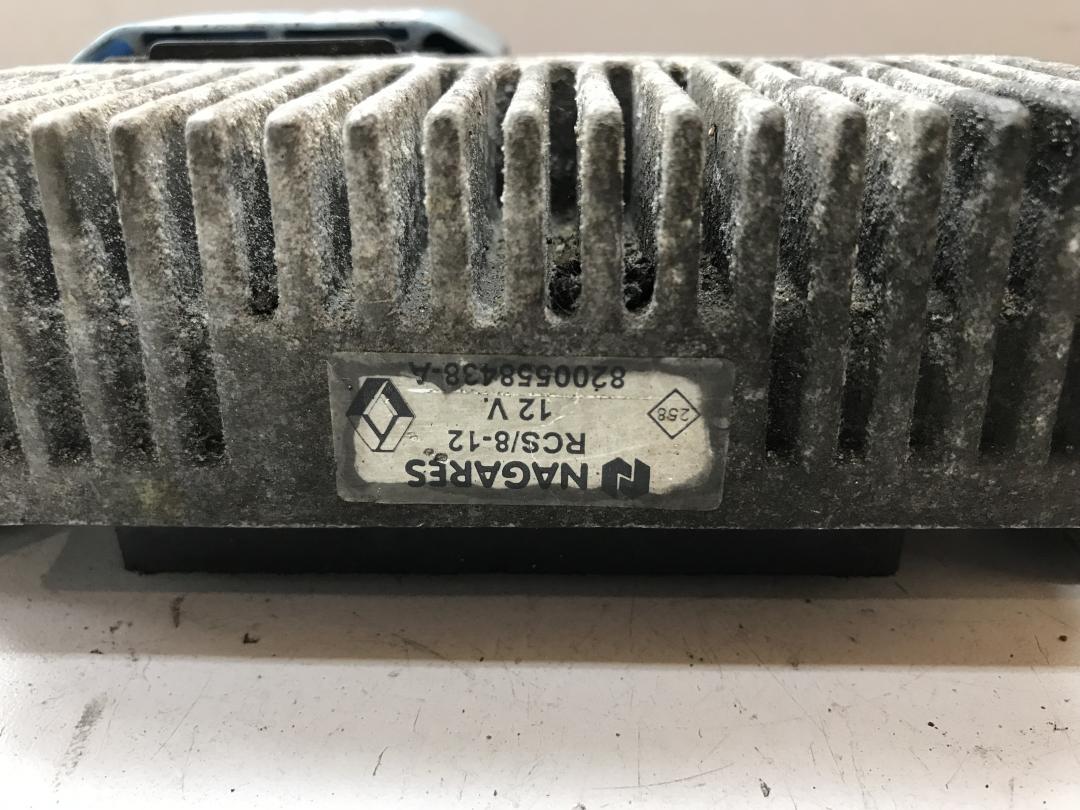 NAGARES
RCS/8-12
12 V.
258
8200558438-A